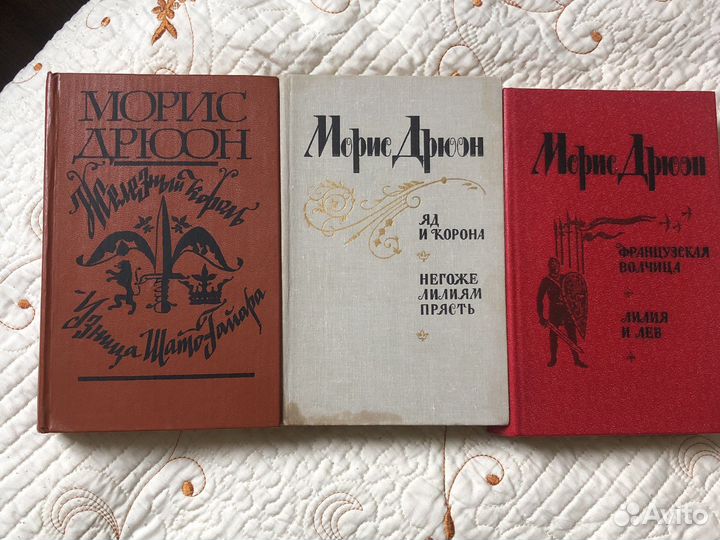 МОРИС
ДРЮОН
Железный король
Узница Шато-Гайара
Морис Дрюон
ЯД
И КОРОНА
НЕГОЖЕ
ЛИЛИЯМ
ПРЯСТЬ
Морис Дрюон
ФРАНЦУЗСКАЯ
ВОЛЧИЦА
ЛИЛИЯ
И ЛЕВ
Avito